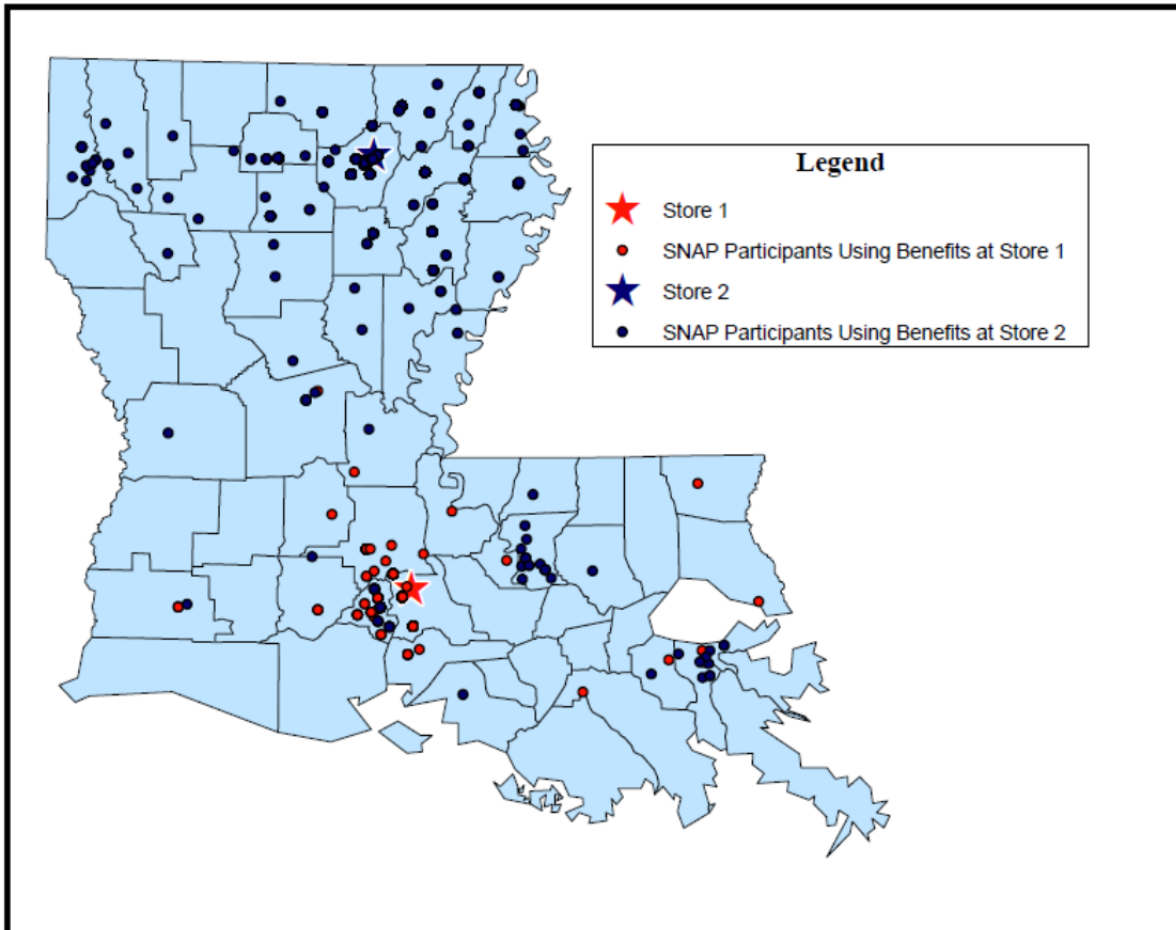 Legend
Store 1
SNAP Participants Using Benefits at Store 1
Store 2
SNAP Participants Using Benefits at Store 2